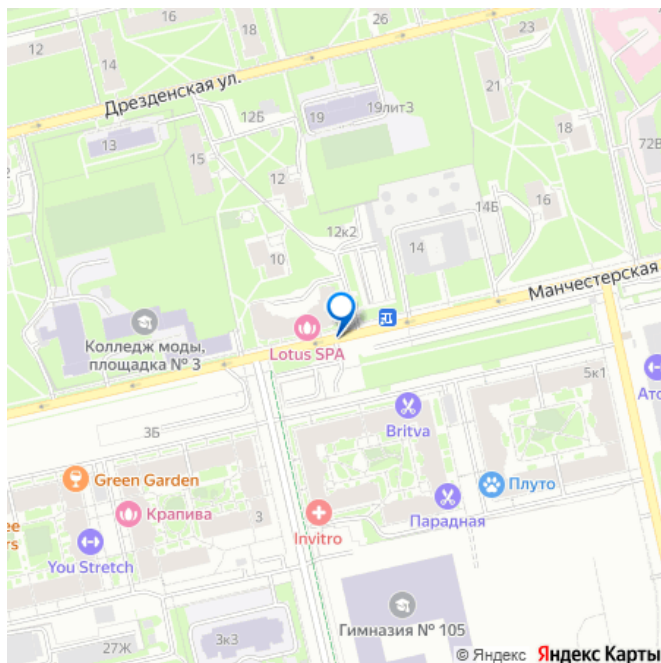 26
23
18
12
14
Дрезденская ул.
21
19
19лит3
12Б
18
72В
13
15
12
16
14Б
12к2
10
14
Манчестерская
Колледж моды,
площадка № 3
Lotus SPA
5к1
Ато
3Б
Britva
Green Garden
Плуто
Крапива
3
Парадная
Invitro
ee
rs
You Stretch
Гимназия № 105
3к3
27Ж
© Яндекс Яндекс Карты